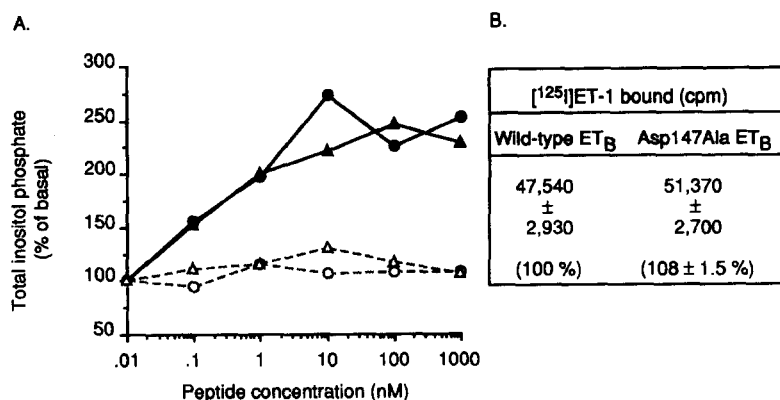 A.
Total inositol phosphate
(% of basal)
300
250
200
150
100
50
.01
.1
1
10
100
1000
Peptide concentration (nM)
B.
[125I]ET-1 bound (cpm)
Wild-type ETB
Asp147Ala ETB
47,540
±
2,930
(100 %)
51,370
±
2,700
(108 ± 1.5 %)